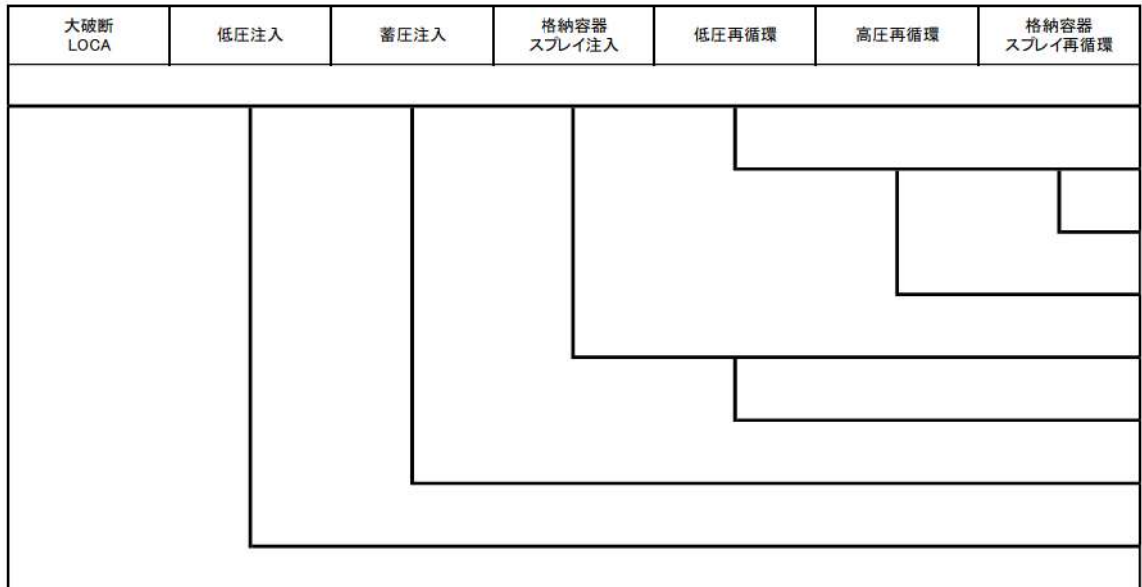 大破断
LOCA
低圧注入
蓄圧注入
格納容器
スプレイ注入
低圧再循環
高圧再循環
格納容器
スプレイ再循環